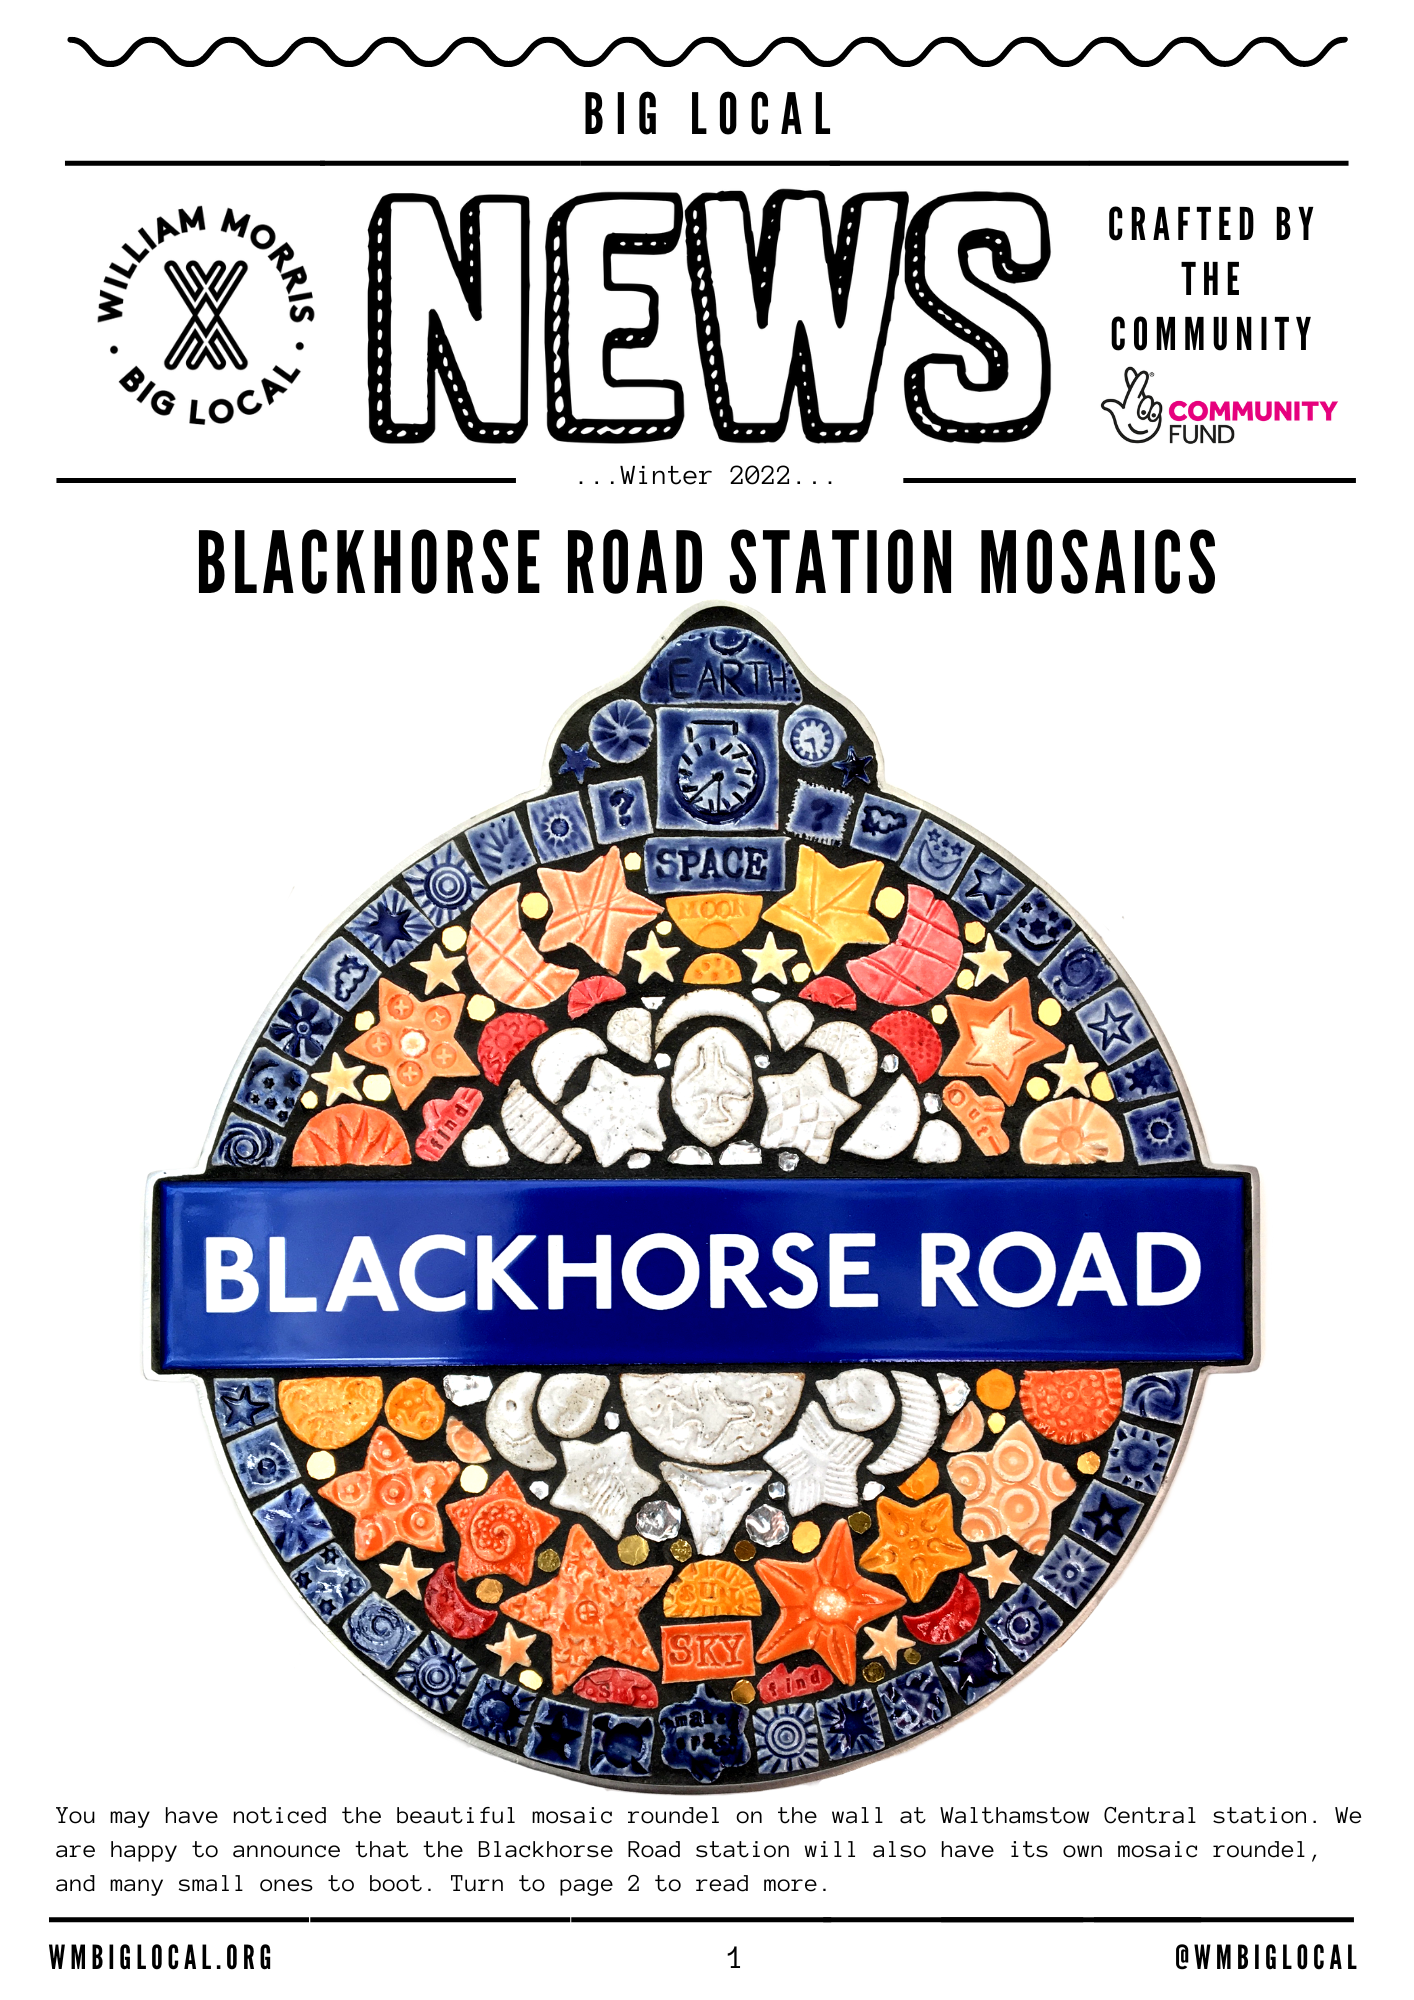 BIG LOCAL
WILLIAM MORRIS
• BIG LOCAL •
NEWS
CRAFTED BY
THE
COMMUNITY
COMMUNITY
FUND
...Winter 2022...
BLACKHORSE ROAD STATION MOSAICS
EARTH
? ?
SPACE
MOON
find
out
BLACKHORSE ROAD
SUN
SKY
find
You may have noticed the beautiful mosaic roundel on the wall at Walthamstow Central station. We
are happy to announce that the Blackhorse Road station will also have its own mosaic roundel,
and many small ones to boot. Turn to page 2 to read more.
WMBIGLOCAL.ORG
1
@WMBIGLOCAL